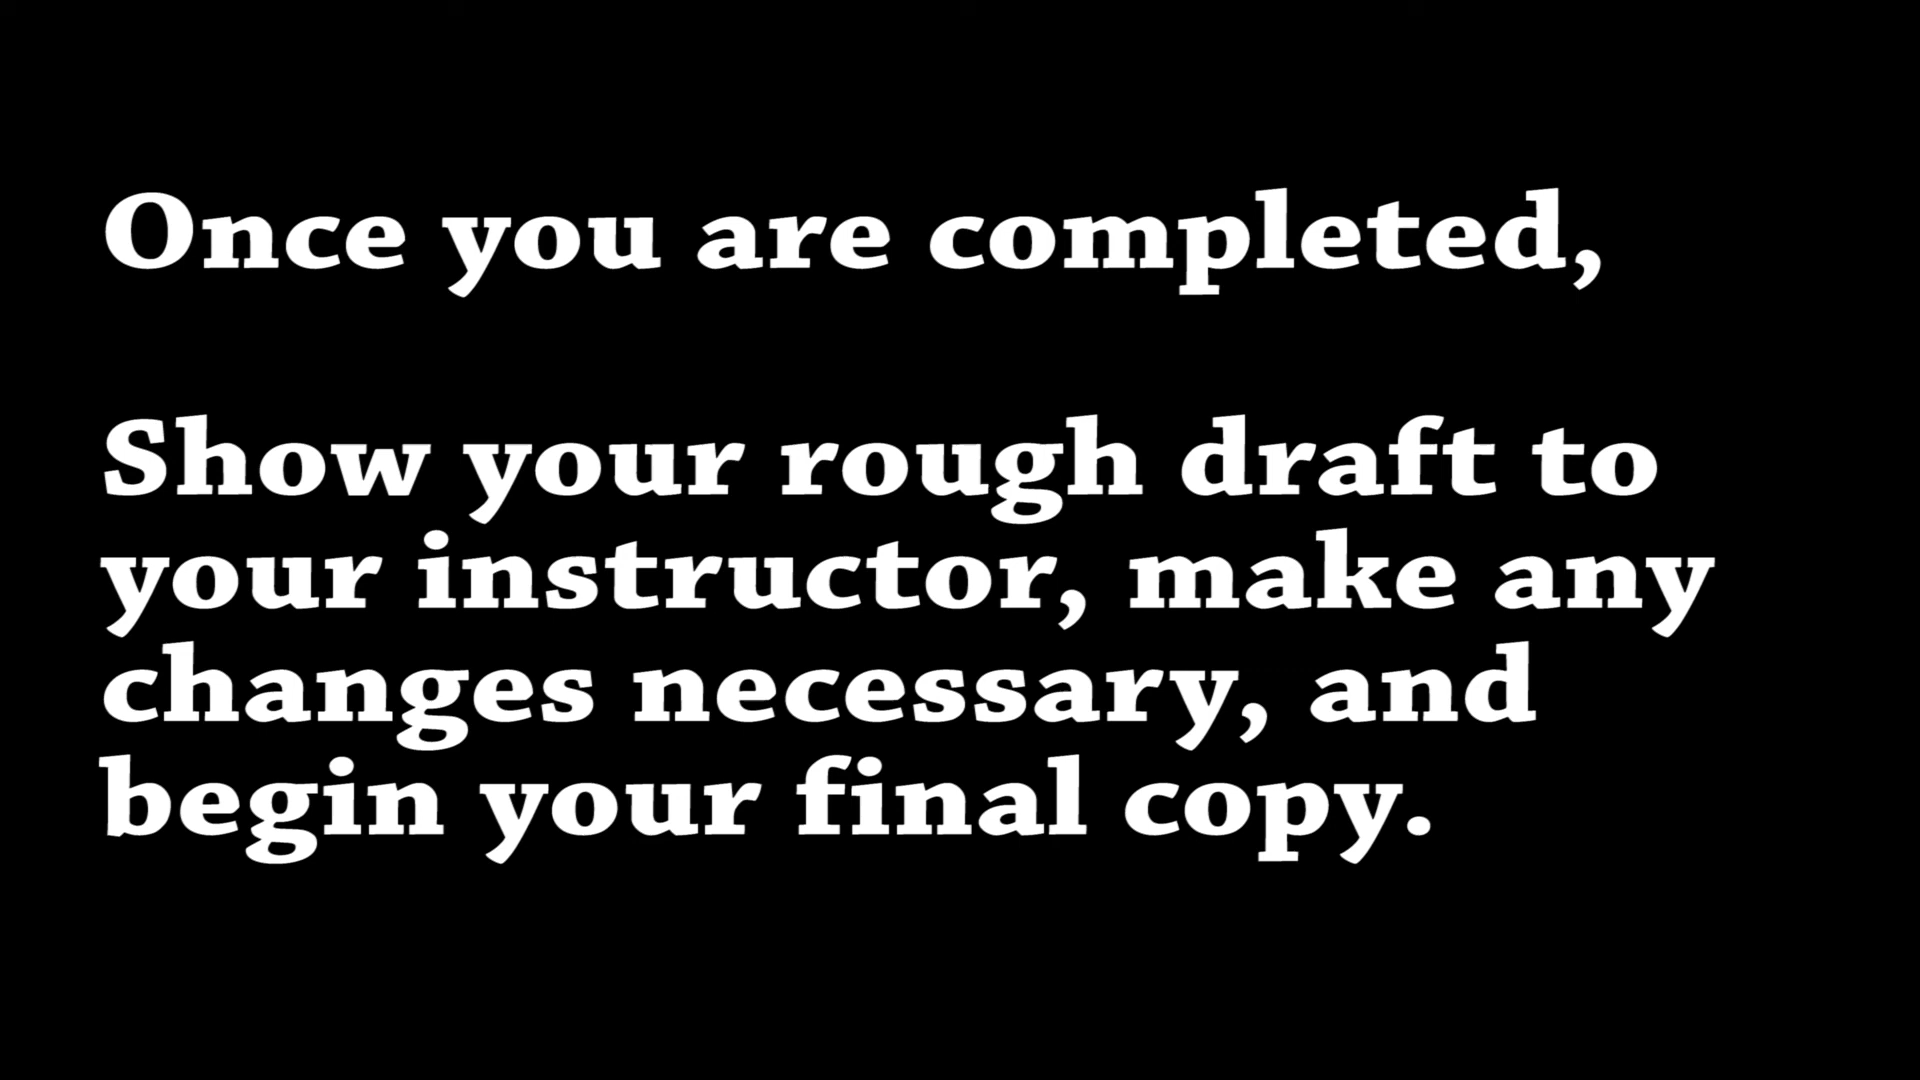 Once you are completed,
Show your rough draft to
your instructor, make any
changes necessary, and
begin your final copy.